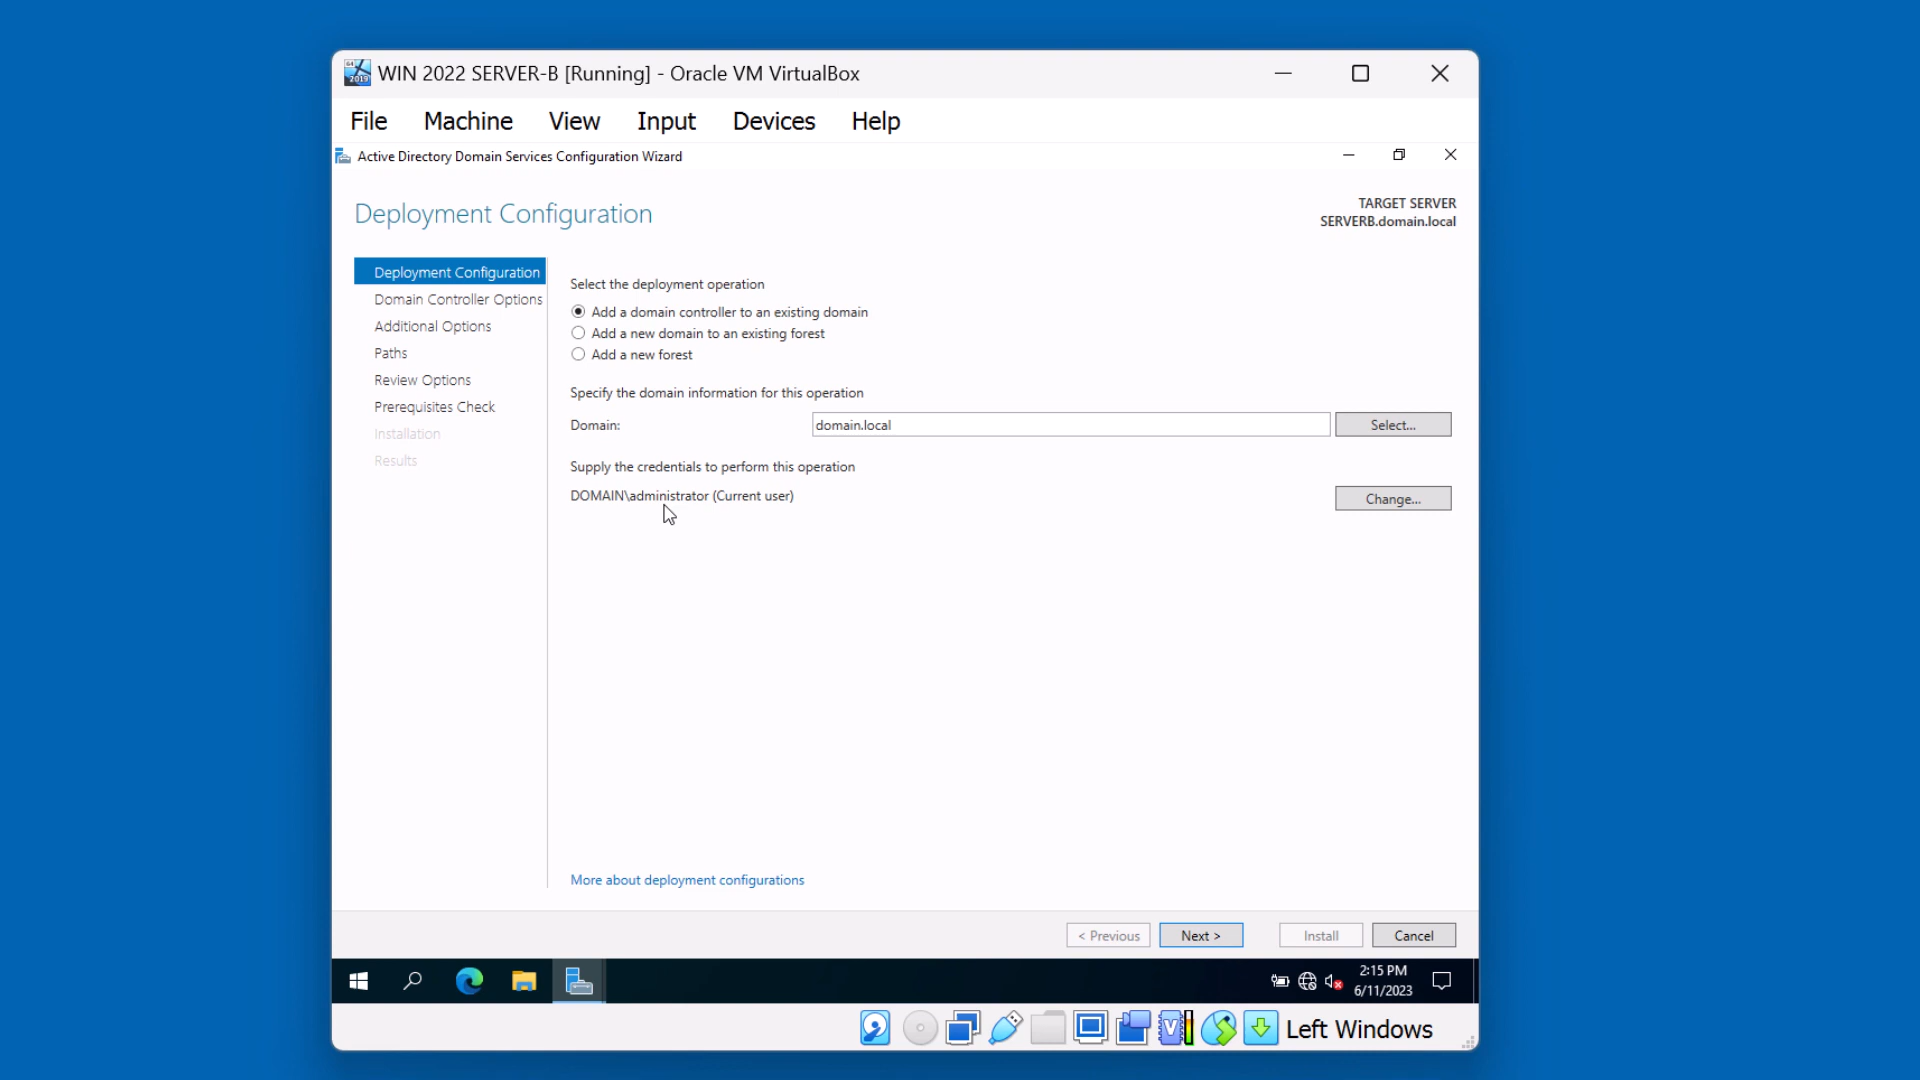 WIN 2022 SERVER-B [Running] - Oracle VM VirtualBox
File Machine View Input Devices Help
Active Directory Domain Services Configuration Wizard
Deployment Configuration
TARGET SERVER
SERVERB.domain.local
Deployment Configuration
Domain Controller Options
Additional Options
Paths
Review Options
Prerequisites Check
Installation
Results
Select the deployment operation
Add a domain controller to an existing domain
Add a new domain to an existing forest
Add a new forest
Specify the domain information for this operation
Domain: domain.local Select...
Supply the credentials to perform this operation
DOMAIN\administrator (Current user) Change...
More about deployment configurations
< Previous Next > Install Cancel
2:15 PM
6/11/2023
Left Windows